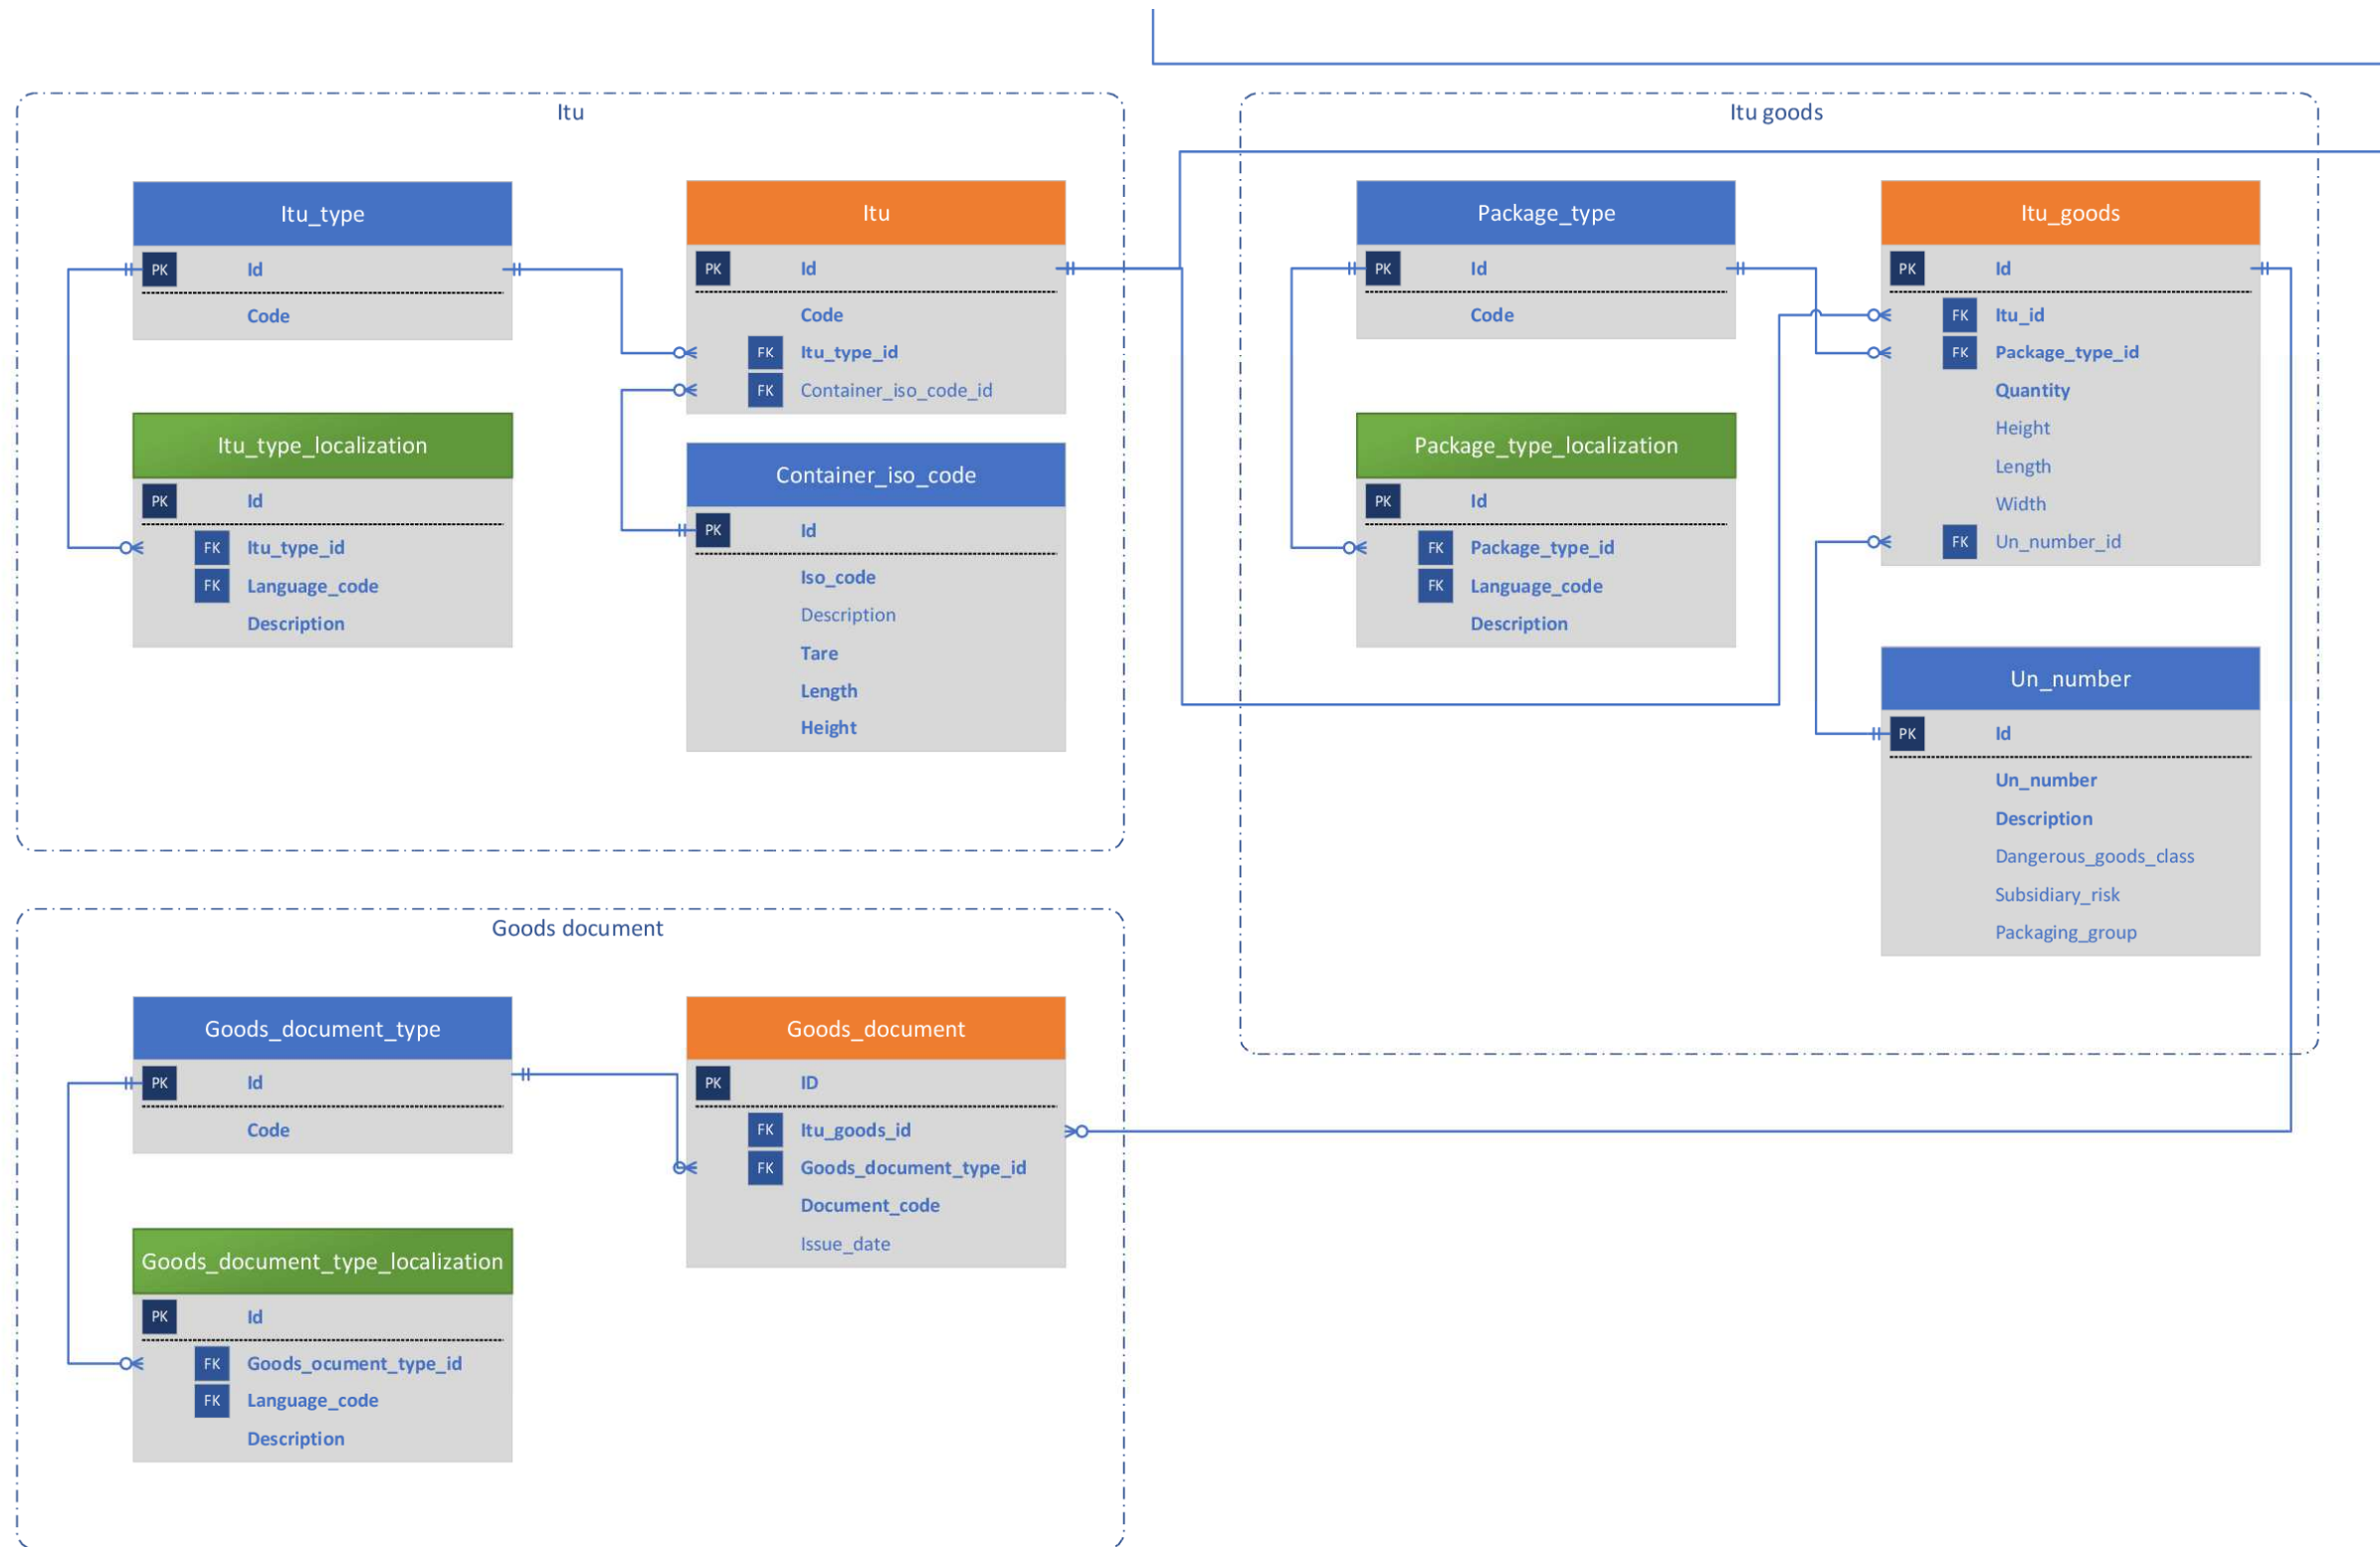 Itu
Itu_type
PK Id
Code
Itu_type_localization
PK Id
FK Itu_type_id
FK Language_code
Description
Itu
PK Id
Code
FK Itu_type_id
FK Container_iso_code_id
Container_iso_code
PK Id
Iso_code
Description
Tare
Length
Height
Itu goods
Package_type
PK Id
Code
Package_type_localization
PK Id
FK Package_type_id
FK Language_code
Description
Itu_goods
PK Id
FK Itu_id
FK Package_type_id
Quantity
Height
Length
Width
FK Un_number_id
Un_number
PK Id
Un_number
Description
Dangerous_goods_class
Subsidiary_risk
Packaging_group
Goods document
Goods_document_type
PK Id
Code
Goods_document_type_localization
PK Id
FK Goods_ocument_type_id
FK Language_code
Description
Goods_document
PK ID
FK Itu_goods_id
FK Goods_document_type_id
Document_code
Issue_date